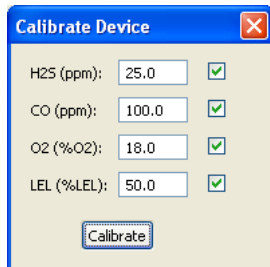 Calibrate Device
H2S (ppm): 25.0
CO (ppm): 100.0
O2 (%O2): 18.0
LEL (%LEL): 50.0
Calibrate